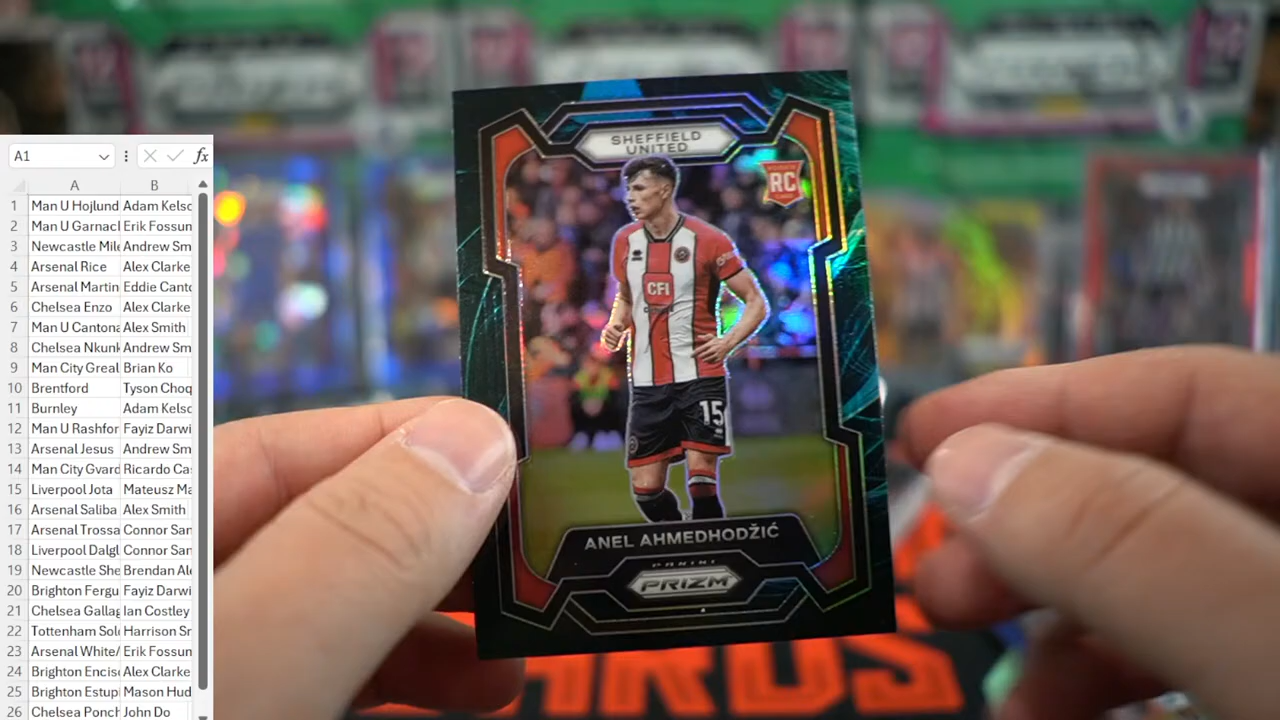 A1
fx
A B
1 Man U Hojlund Adam Kelso
2 Man U Garnacl Erik Fossun
3 Newcastle Mile Andrew Sm
4 Arsenal Rice Alex Clarke
5 Arsenal Martin Eddie Canto
6 Chelsea Enzo Alex Clarke
7 Man U Cantona Alex Smith
8 Chelsea Nkunk Andrew Sm
9 Man City Greal Brian Ko
10 Brentford Tyson Choq
11 Burnley Adam Kelso
12 Man U Rashfor Fayiz Darwi
13 Arsenal Jesus Andrew Sm
14 Man City Gvard Ricardo Cas
15 Liverpool Jota Mateusz Ma
16 Arsenal Saliba Alex Smith
17 Arsenal Trossa Connor San
18 Liverpool Dalgl Connor San
19 Newcastle She Brendan Ale
20 Brighton Fergu Fayiz Darwi
21 Chelsea Gallag Ian Costley
22 Tottenham Solo Harrison Sr
23 Arsenal White/ Erik Fossun
24 Brighton Encis Alex Clarke
25 Brighton Estup Mason Hud
26 Chelsea Ponch John Do
SHEFFIELD
UNITED
RC
CFI
15
ANEL AHMEDHODŽIĆ
PANINI
PRIZM
ARDS